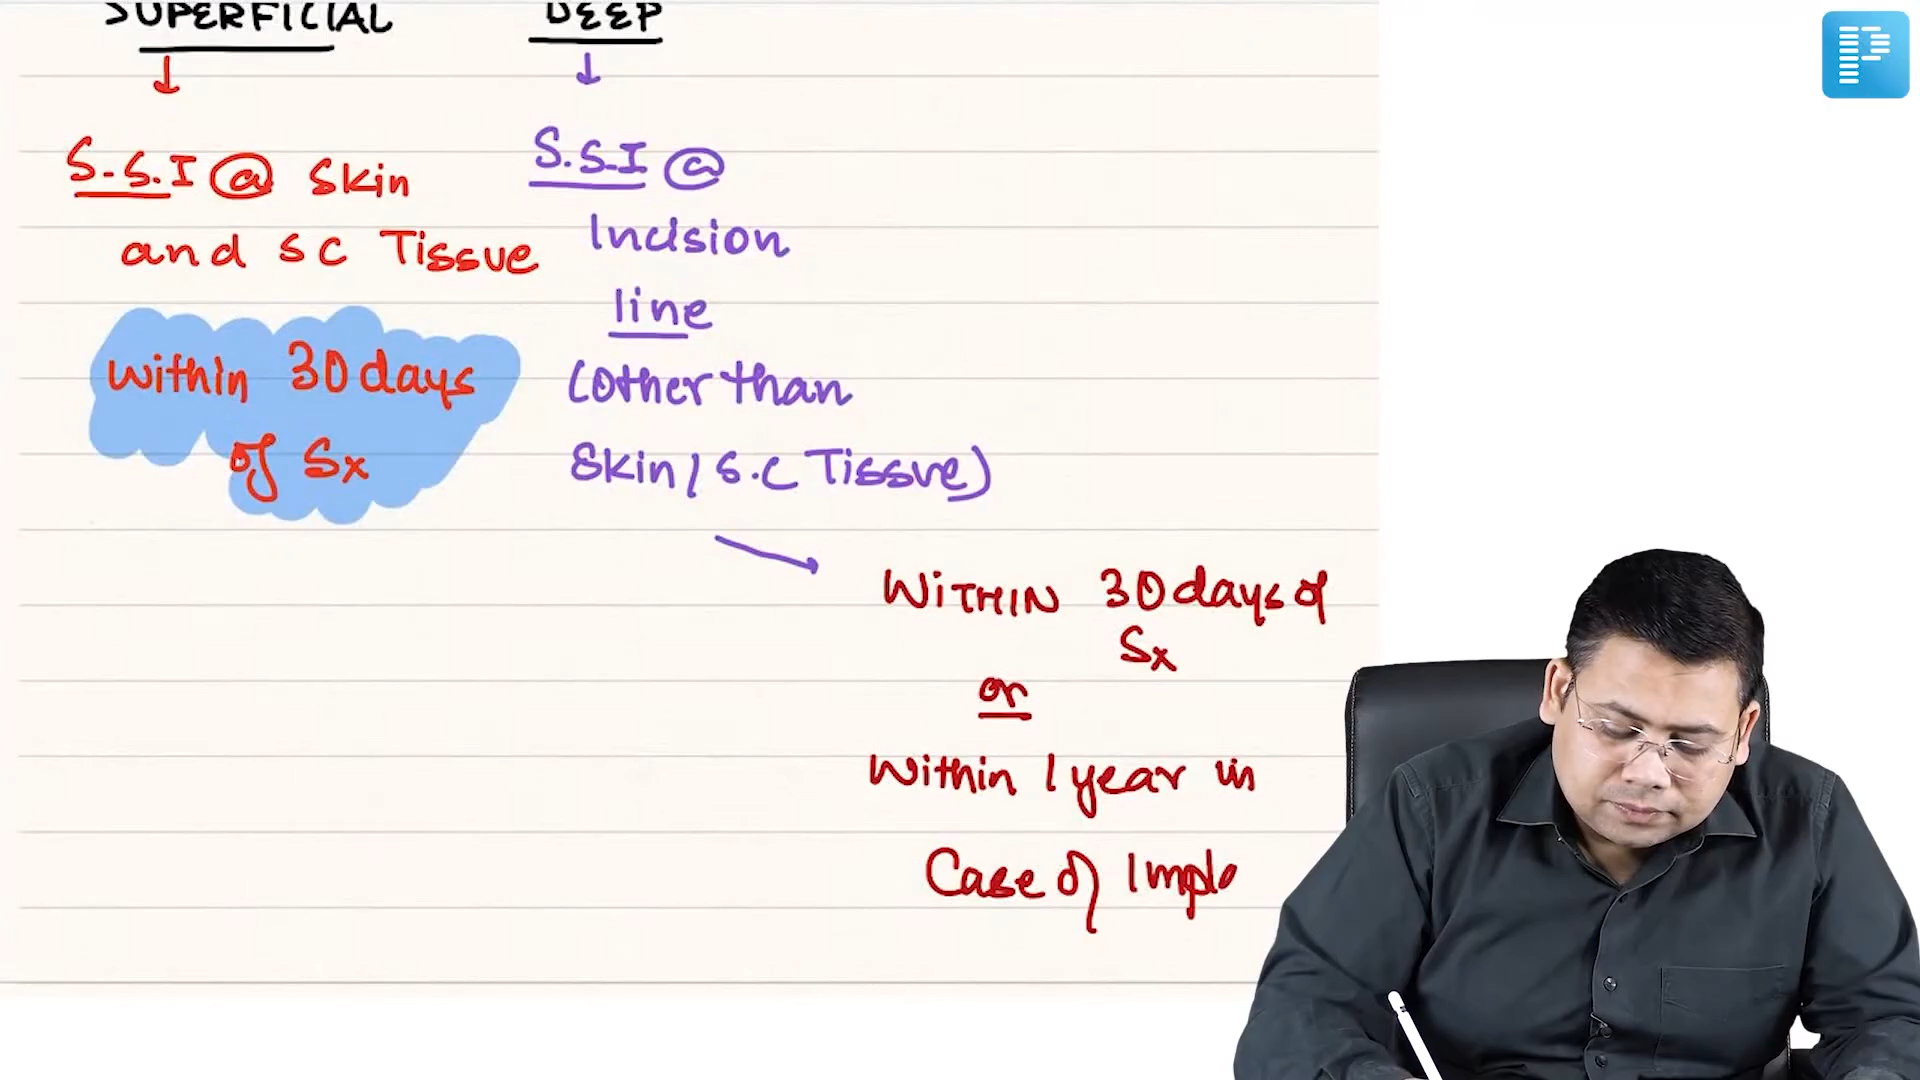 SUPERFICIAL
S.S.I @ Skin
and SC Tissue
within 30 days
of Sx
DEEP
S.S.I @
Incision
line
(other than
Skin / S.C Tissue)
WITHIN 30 days of
Sx
or
Within 1 year in
Case of Impla